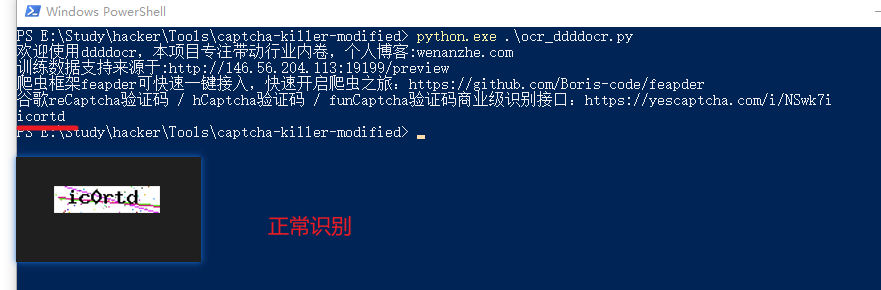 Windows PowerShell
PS E:\Study\hacker\Tools\captcha-killer-modified> python.exe .\ocr_ddddocr.py
欢迎使用ddddocr，本项目专注带动行业内卷，个人博客:wenanzhe.com
训练数据支持来源于:http://146.56.204.113:19199/preview
爬虫框架feapder可快速一键接入，快速开启爬虫之旅：https://github.com/Boris-code/feapder
谷歌reCaptcha验证码 / hCaptcha验证码 / funCaptcha验证码商业级识别接口：https://yescaptcha.com/i/NSwk7i
icortd
PS E:\Study\hacker\Tools\captcha-killer-modified>
ic0rtd
正常识别